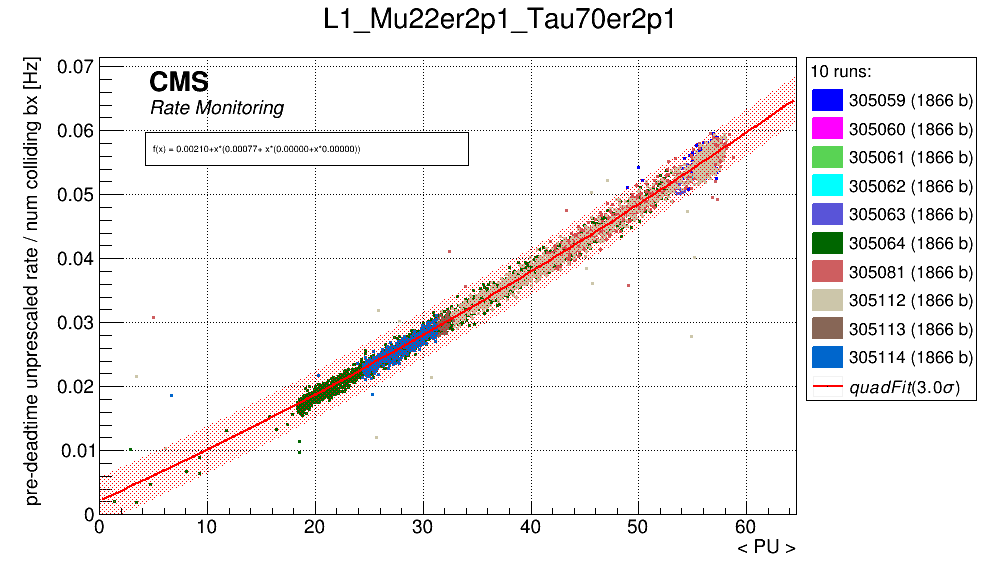 L1_Mu22er2p1_Tau70er2p1
pre-deadtime unprescaled rate / num colliding bx [Hz]
CMS
Rate Monitoring
f(x) = 0.00210+x*(0.00077+ x*(0.00000+x*0.00000))
0.07
0.06
0.05
0.04
0.03
0.02
0.01
0
0 10 20 30 40 50 60
< PU >
10 runs:
305059 (1866 b)
305060 (1866 b)
305061 (1866 b)
305062 (1866 b)
305063 (1866 b)
305064 (1866 b)
305081 (1866 b)
305112 (1866 b)
305113 (1866 b)
305114 (1866 b)
quadFit(3.0σ)